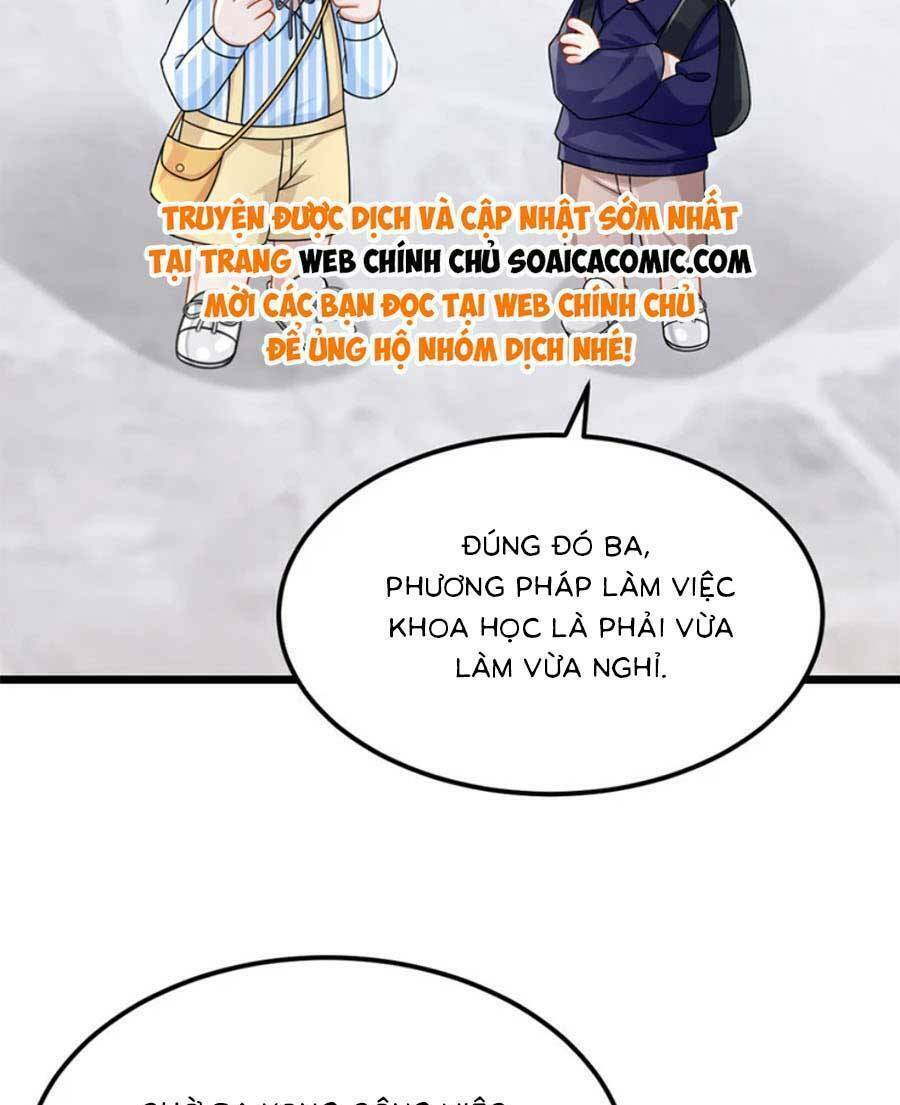 TRUYỆN ĐƯỢC DỊCH VÀ CẬP NHẬT SỚM NHẤT
TẠI TRANG WEB CHÍNH CHỦ SOAICACOMIC.COM
MỜI CÁC BẠN ĐỌC TẠI WEB CHÍNH CHỦ
ĐỂ ỦNG HỘ NHÓM DỊCH NHÉ!
ĐÚNG ĐÓ BA,
PHƯƠNG PHÁP LÀM VIỆC
KHOA HỌC LÀ PHẢI VỪA
LÀM VỪA NGHỈ.